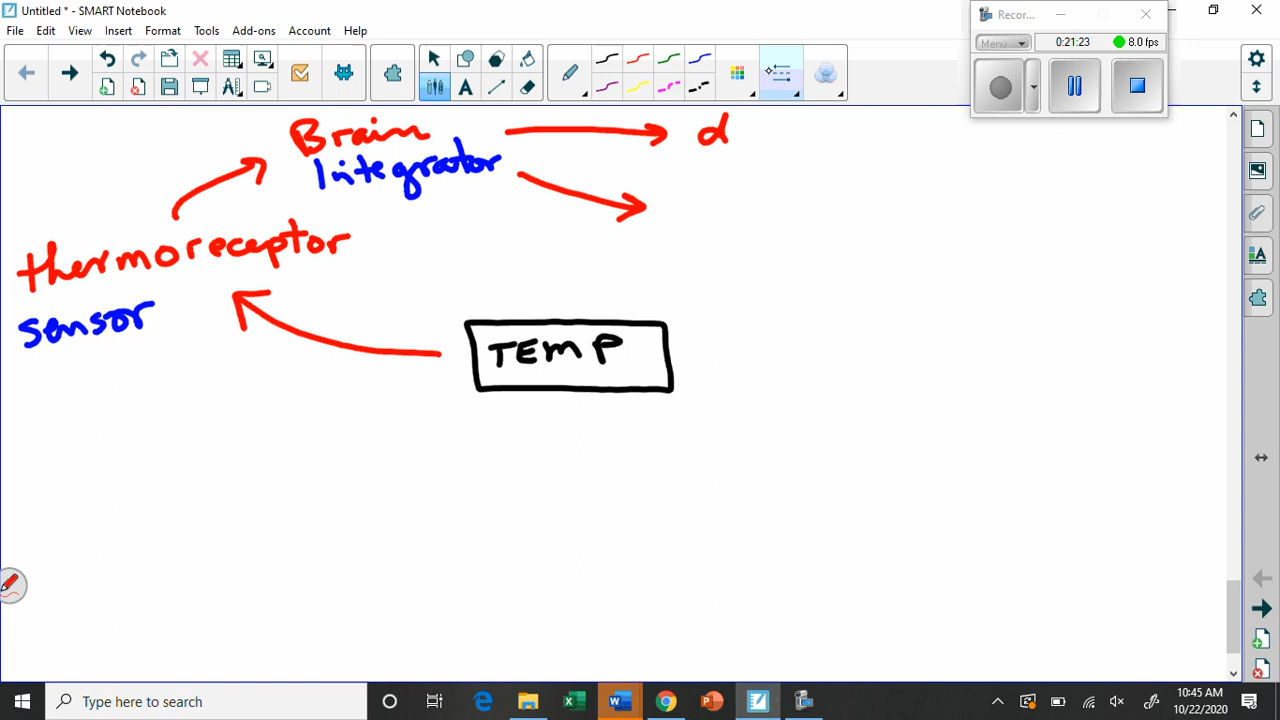 Untitled * - SMART Notebook
File Edit View Insert Format Tools Add-ons Account Help
Recor...
Menu
0:21:23
8.0 fps
Brain
d
Integrator
thermoreceptor
sensor
TEMP
Type here to search
10:45 AM
10/22/2020